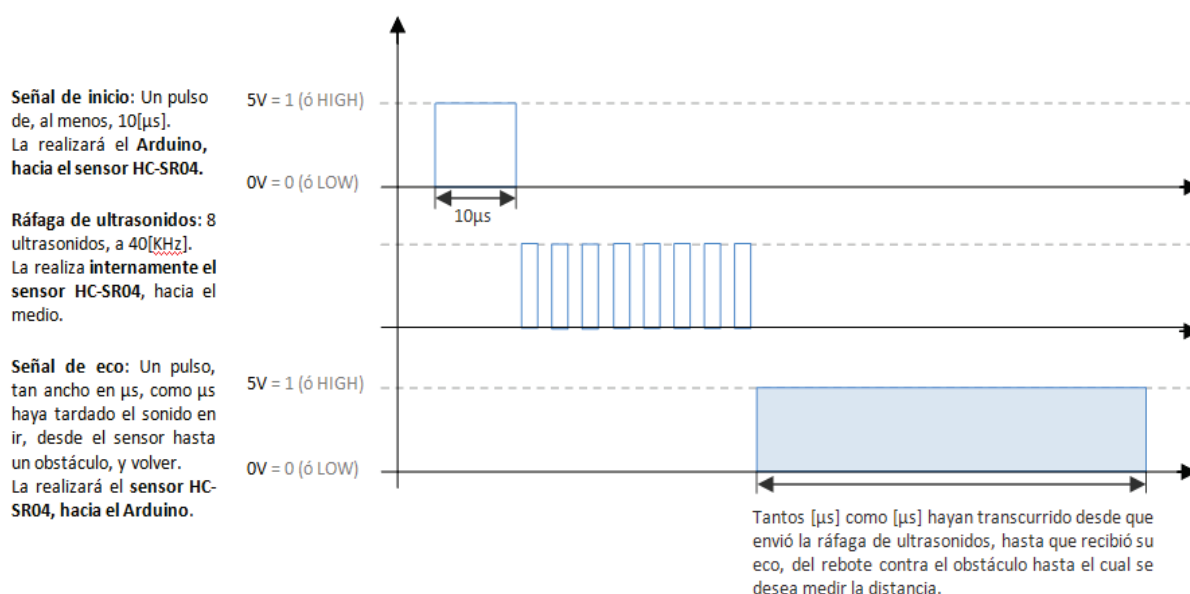 Señal de inicio: Un pulso
de, al menos, 10[µs].
La realizará el Arduino,
hacia el sensor HC-SR04.
5V = 1 (ó HIGH)
0V = 0 (ó LOW)
10µs
Ráfaga de ultrasonidos: 8
ultrasonidos, a 40[KHz].
La realiza internamente el
sensor HC-SR04, hacia el
medio.
Señal de eco: Un pulso,
tan ancho en µs, como µs
haya tardado el sonido en
ir, desde el sensor hasta
un obstáculo, y volver.
La realizará el sensor HC-
SR04, hacia el Arduino.
5V = 1 (ó HIGH)
0V = 0 (ó LOW)
Tantos [µs] como [µs] hayan transcurrido desde que
envió la ráfaga de ultrasonidos, hasta que recibió su
eco, del rebote contra el obstáculo hasta el cual se
desea medir la distancia.